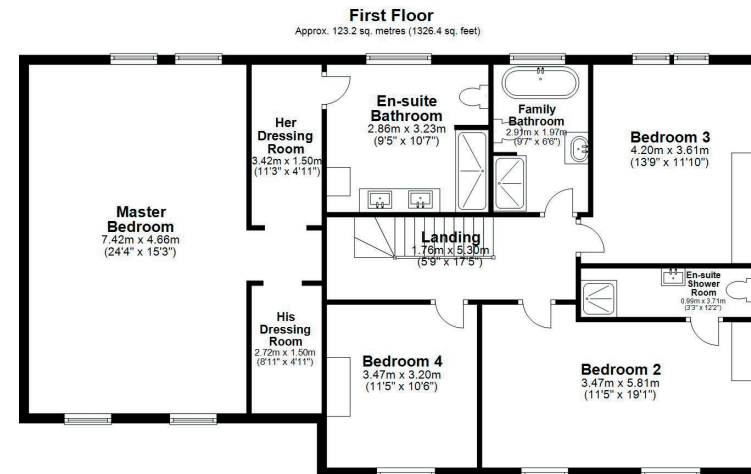 First Floor
Approx. 123.2 sq. metres (1326.4 sq. feet)
Master
Bedroom
7.42m x 4.66m
(24'4" x 15'3")
Her
Dressing
Room
3.42m x 1.50m
(11'3" x 4'11")
His
Dressing
Room
2.72m x 1.50m
(8'11" x 4'11")
En-suite
Bathroom
2.86m x 3.23m
(9'5" x 10'7")
Family
Bathroom
2.91m x 1.97m
(9'7" x 6'6")
Bedroom 3
4.20m x 3.61m
(13'9" x 11'10")
Landing
1.76m x 5.30m
(5'9" x 17'5")
En-suite
Shower
Room
0.99m x 3.71m
(3'3" x 12'2")
Bedroom 4
3.47m x 3.20m
(11'5" x 10'6")
Bedroom 2
3.47m x 5.81m
(11'5" x 19'1")